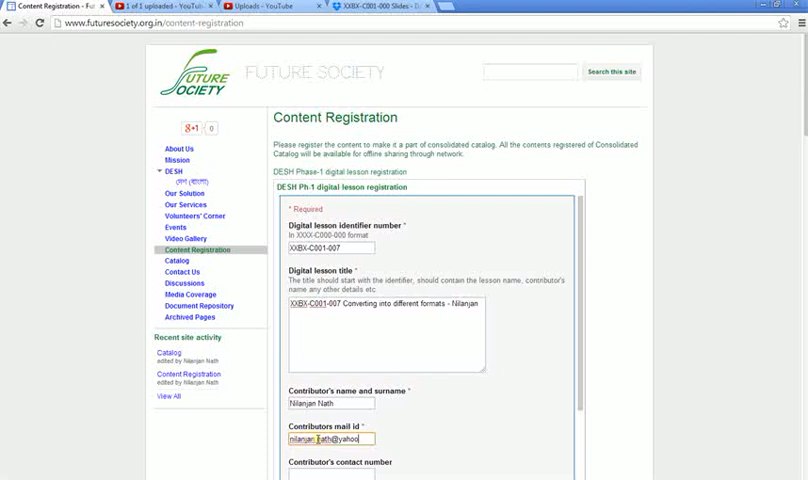 Content Registration - Fu
1 of 1 uploaded - YouTu
Uploads - YouTube
XXBX-C001-000 Slides - D
www.futuresociety.org.in/content-registration
FUTURE SOCIETY
FUTURE SOCIETY
Search this site
g+1 0
About Us
Mission
DESH
দেশ (বাংলা)
Our Solution
Our Services
Volunteers' Corner
Events
Video Gallery
Content Registration
Catalog
Contact Us
Discussions
Media Coverage
Document Repository
Archived Pages
Recent site activity
Catalog
edited by Nilanjan Nath
Content Registration
edited by Nilanjan Nath
View All
Content Registration
Please register the content to make it a part of consolidated catalog. All the contents registered of Consolidated
Catalog will be available for offline sharing through network.
DESH Phase-1 digital lesson registration
DESH Ph-1 digital lesson registration
* Required
Digital lesson identifier number *
In XXXX-C000-000 format
XXBX-C001-007
Digital lesson title *
The title should start with the identifier, should contain the lesson name, contributor's
name any other details etc
XXBX-C001-007 Converting into different formats - Nilanjan
Contributor's name and surname *
Nilanjan Nath
Contributors mail id *
nilanjan.nath@yahoo
Contributor's contact number